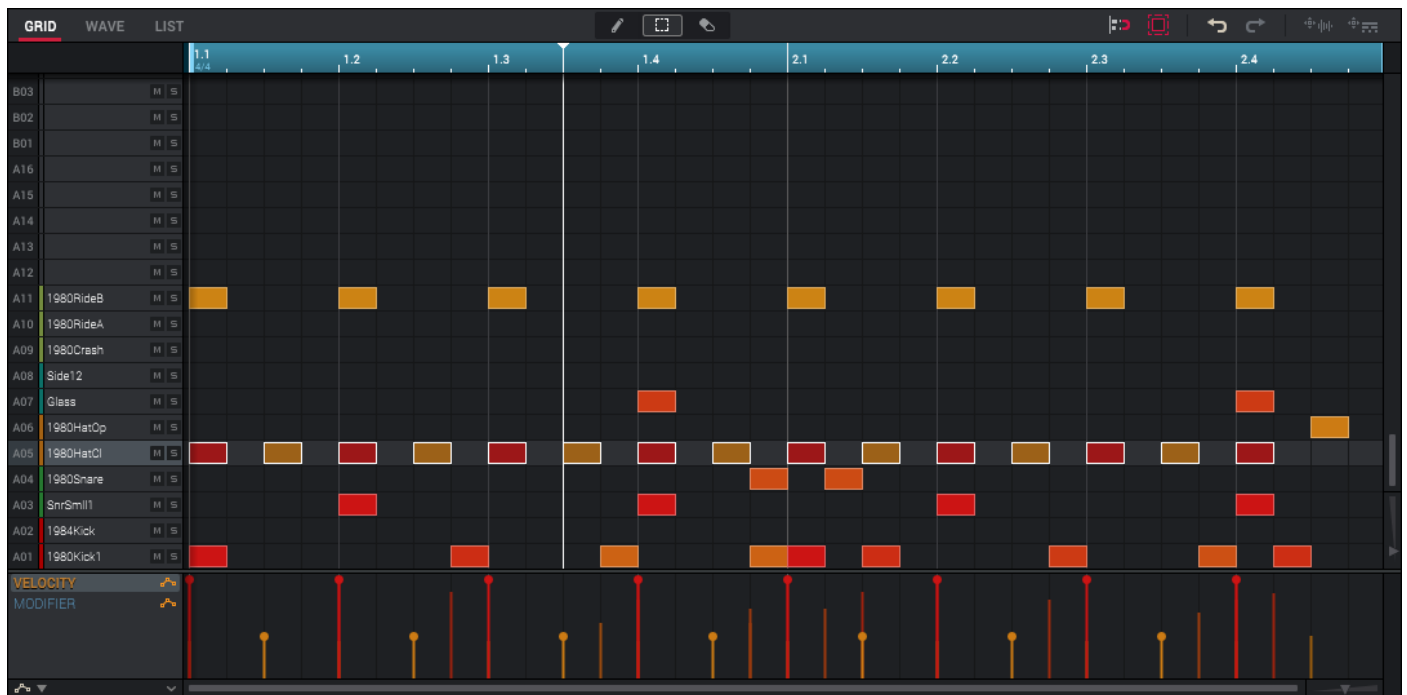 GRID WAVE LIST
1.1 1.2 1.3 1.4 2.1 2.2 2.3 2.4
4/4
B03 M S
B02 M S
B01 M S
A16 M S
A15 M S
A14 M S
A13 M S
A12 M S
A11 1980RideB M S
A10 1980RideA M S
A09 1980Crash M S
A08 Side12 M S
A07 Glass M S
A06 1980HatOp M S
A05 1980HatCl M S
A04 1980Snare M S
A03 SnrSmll1 M S
A02 1984Kick M S
A01 1980Kick1 M S
VELOCITY
MODIFIER